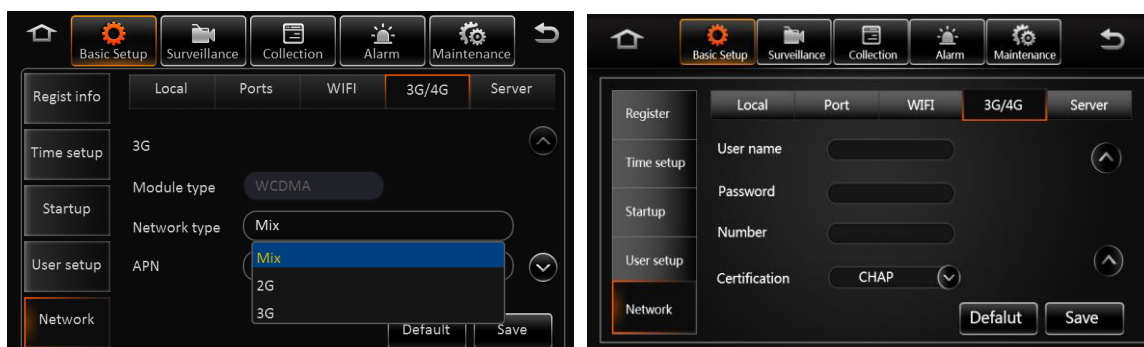 Basic Setup Surveillance Collection Alarm Maintenance
Regist info
Time setup
Startup
User setup
Network
Local Ports WIFI 3G/4G Server
3G
Module type WCDMA
Network type Mix
APN Mix
2G
3G
Default Save
Basic Setup Surveillance Collection Alarm Maintenance
Register
Time setup
Startup
User setup
Network
Local Port WIFI 3G/4G Server
User name
Password
Number
Certification CHAP
Defalut Save